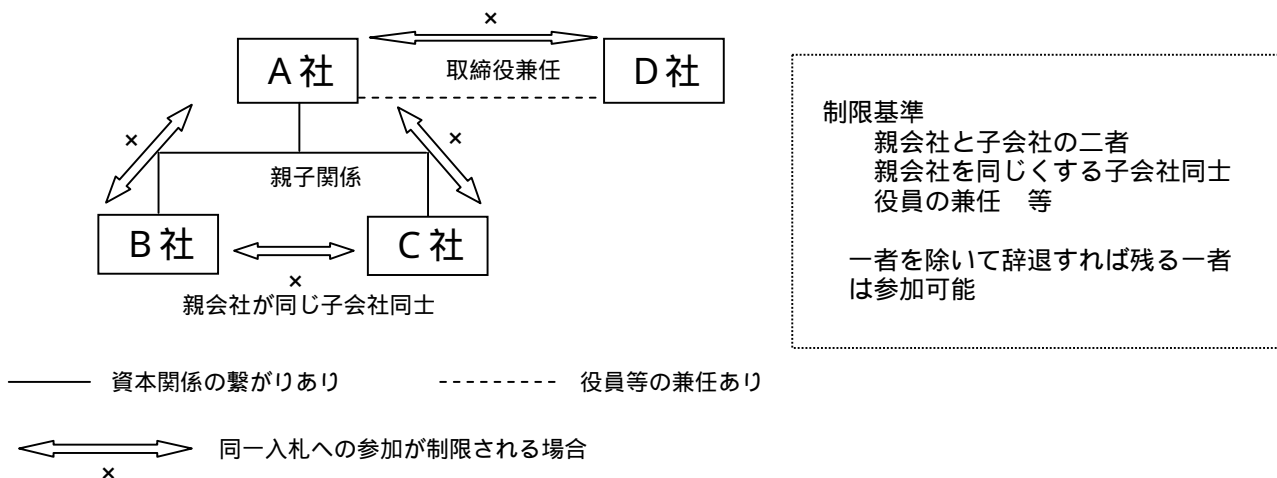 ×
A社
取締役兼任
D社
×
×
親子関係
B社
C社
×
親会社が同じ子会社同士
制限基準
親会社と子会社の二者
親会社を同じくする子会社同士
役員の兼任 等
一者を除いて辞退すれば残る一者
は参加可能
資本関係の繋がりあり
役員等の兼任あり
同一入札への参加が制限される場合
×